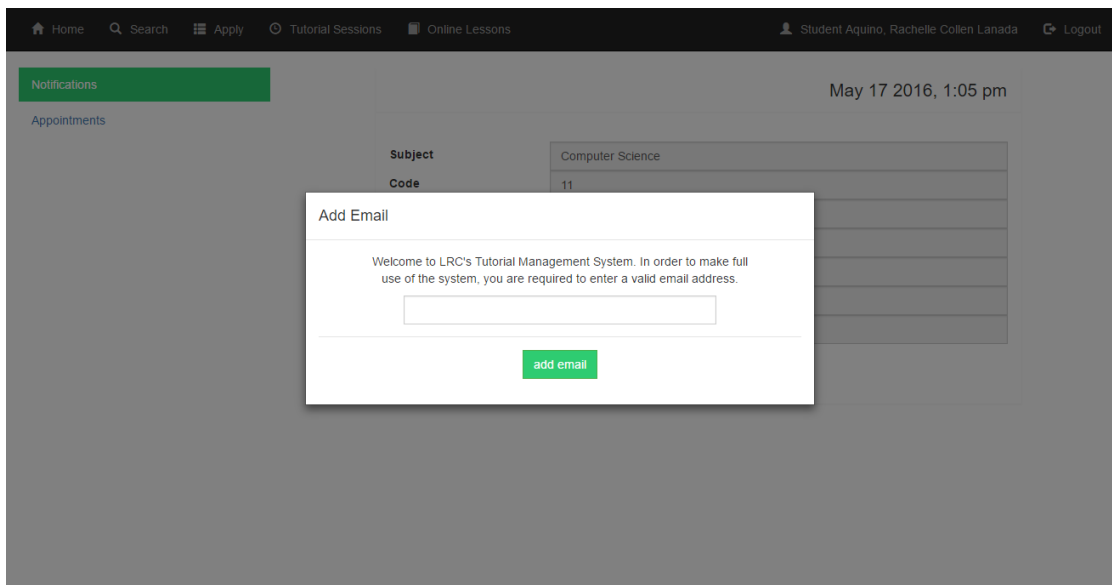 Home Search Apply Tutorial Sessions Online Lessons Student Aquino, Rachelle Collen Lanada Logout
Notifications
Appointments
May 17 2016, 1:05 pm
Subject Computer Science
Code 11
Add Email
Welcome to LRC's Tutorial Management System. In order to make full
use of the system, you are required to enter a valid email address.
add email